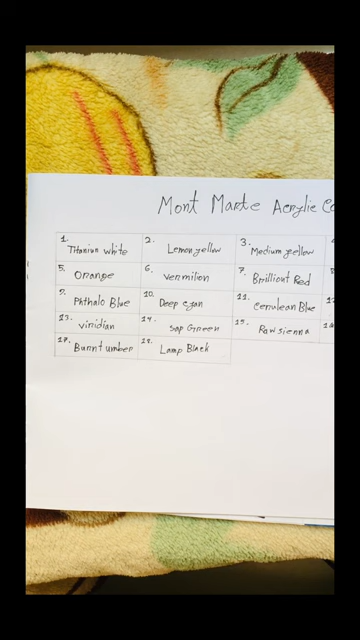 Mont Marte Acrylic Co
1. Titanium white 2. Lemon yellow 3. Medium yellow
5. Orange 6. Vermilion 7. Brilliout Red
9. Phthalo Blue 10. Deep cyan 11. cerulean Blue
13. viridian 14. Sap Green 15. Raw sienna
17. Burnt umber 18. Lamp Black